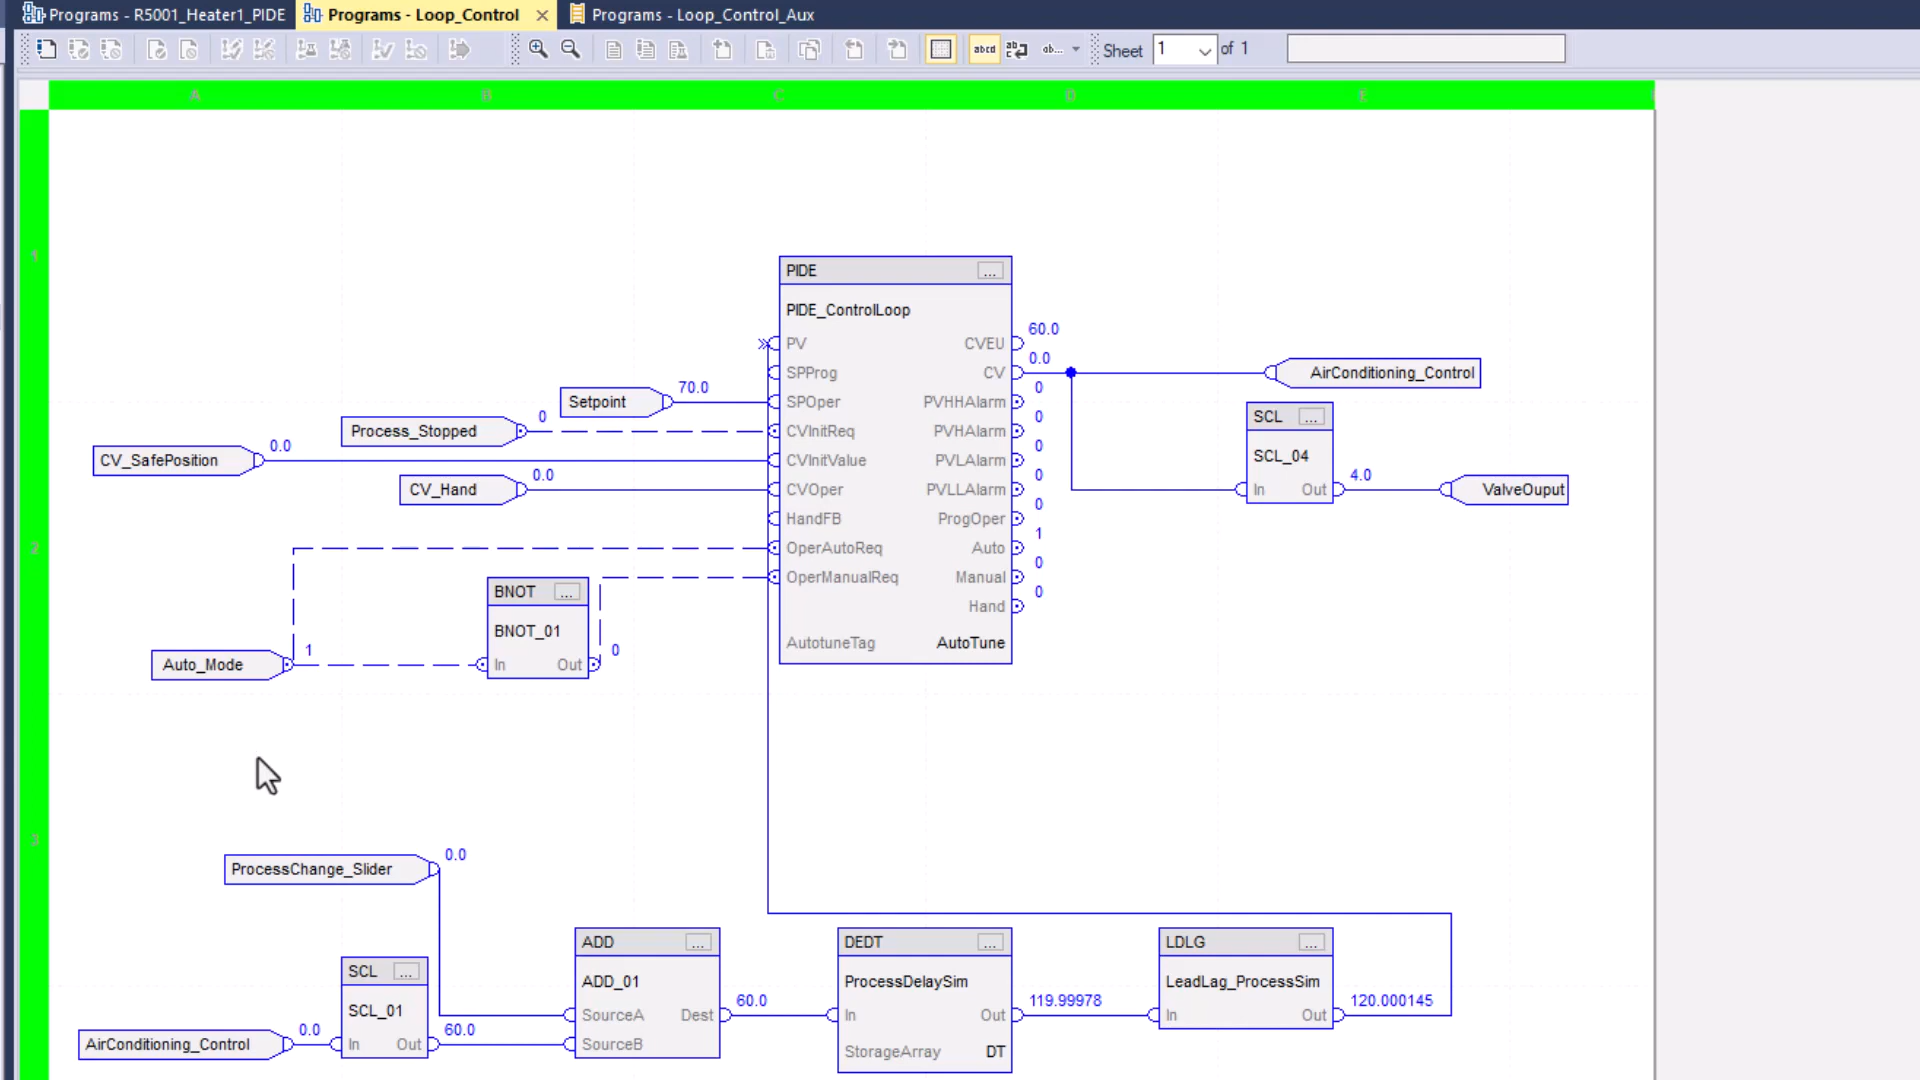 Programs - R5001_Heater1_PIDE
Programs - Loop_Control
Programs - Loop_Control_Aux
abcd
ab...
Sheet 1 of 1
A B C D E
1
2
3
PIDE ...
PIDE_ControlLoop
PV CVEU 60.0
SPProg CV 0.0
AirConditioning_Control
Setpoint 70.0 SPOper PVHHAlarm 0
Process_Stopped 0 CVInitReq PVHAlarm 0
CV_SafePosition 0.0 CVInitValue PVLAlarm 0
CV_Hand 0.0 CVOper PVLLAlarm 0
HandFB ProgOper 0
OperAutoReq Auto 1
OperManualReq Manual 0
Hand 0
AutotuneTag AutoTune
SCL ...
SCL_04
In Out 4.0
ValveOuput
BNOT ...
BNOT_01
In Out 0
Auto_Mode 1
ProcessChange_Slider 0.0
SCL ...
SCL_01
In Out 60.0
AirConditioning_Control 0.0
ADD ...
ADD_01
SourceA Dest 60.0
SourceB
DEDT ...
ProcessDelaySim
In Out 119.99978
StorageArray DT
LDLG ...
LeadLag_ProcessSim
In Out 120.000145